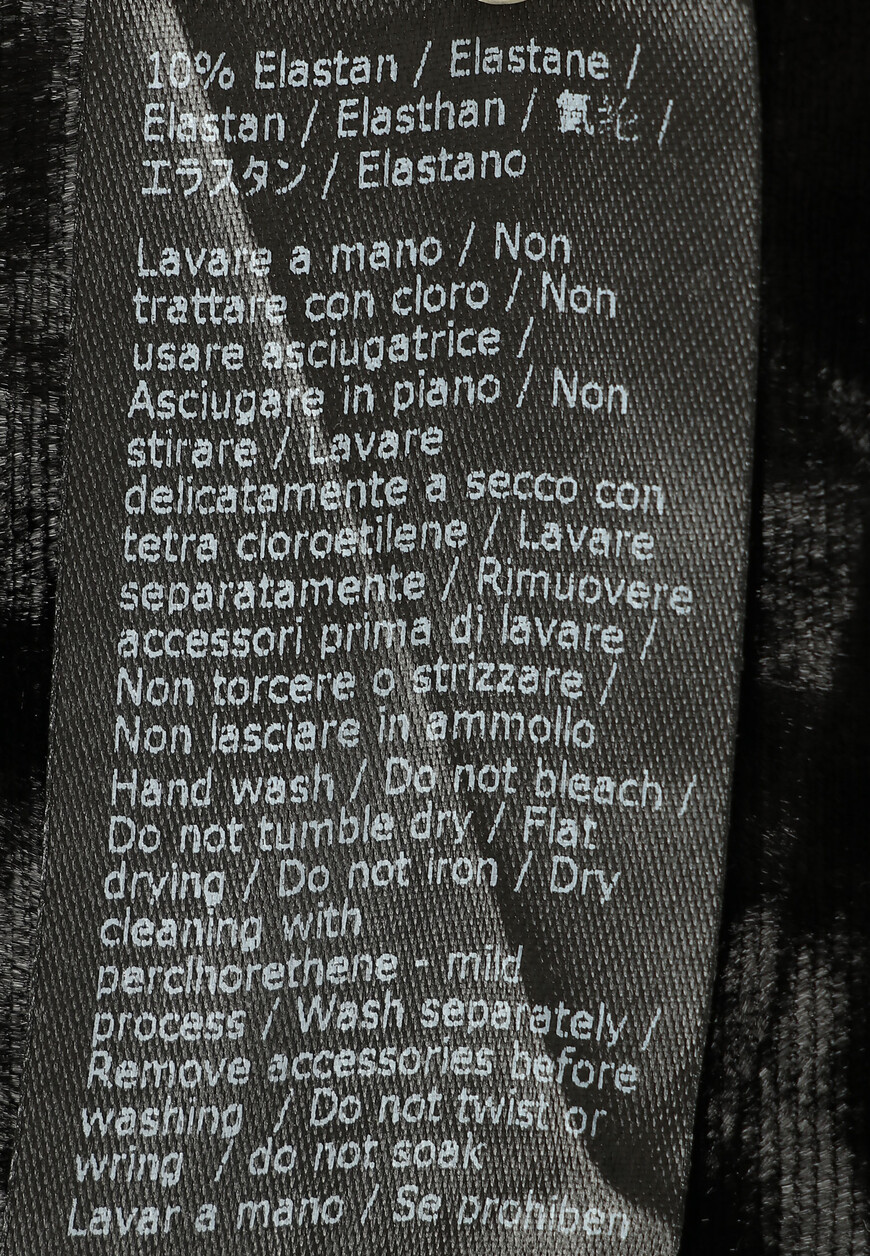 10% Elastan / Elastane /
Elastan / Elasthan / 氨纶 /
エラスタン / Elastano
Lavare a mano / Non
trattare con cloro / Non
usare asciugatrice /
Asciugare in piano / Non
stirare / Lavare
delicatamente a secco con
tetra cloroetilene / Lavare
separatamente / Rimuovere
accessori prima di lavare /
Non torcere o strizzare /
Non lasciare in ammollo
Hand wash / Do not bleach /
Do not tumble dry / Flat
drying / Do not iron / Dry
cleaning with
perclhorethene - mild
process / Wash separately /
Remove accessories before
washing / Do not twist or
wring / do not soak
Lavar a mano / Se prohiben